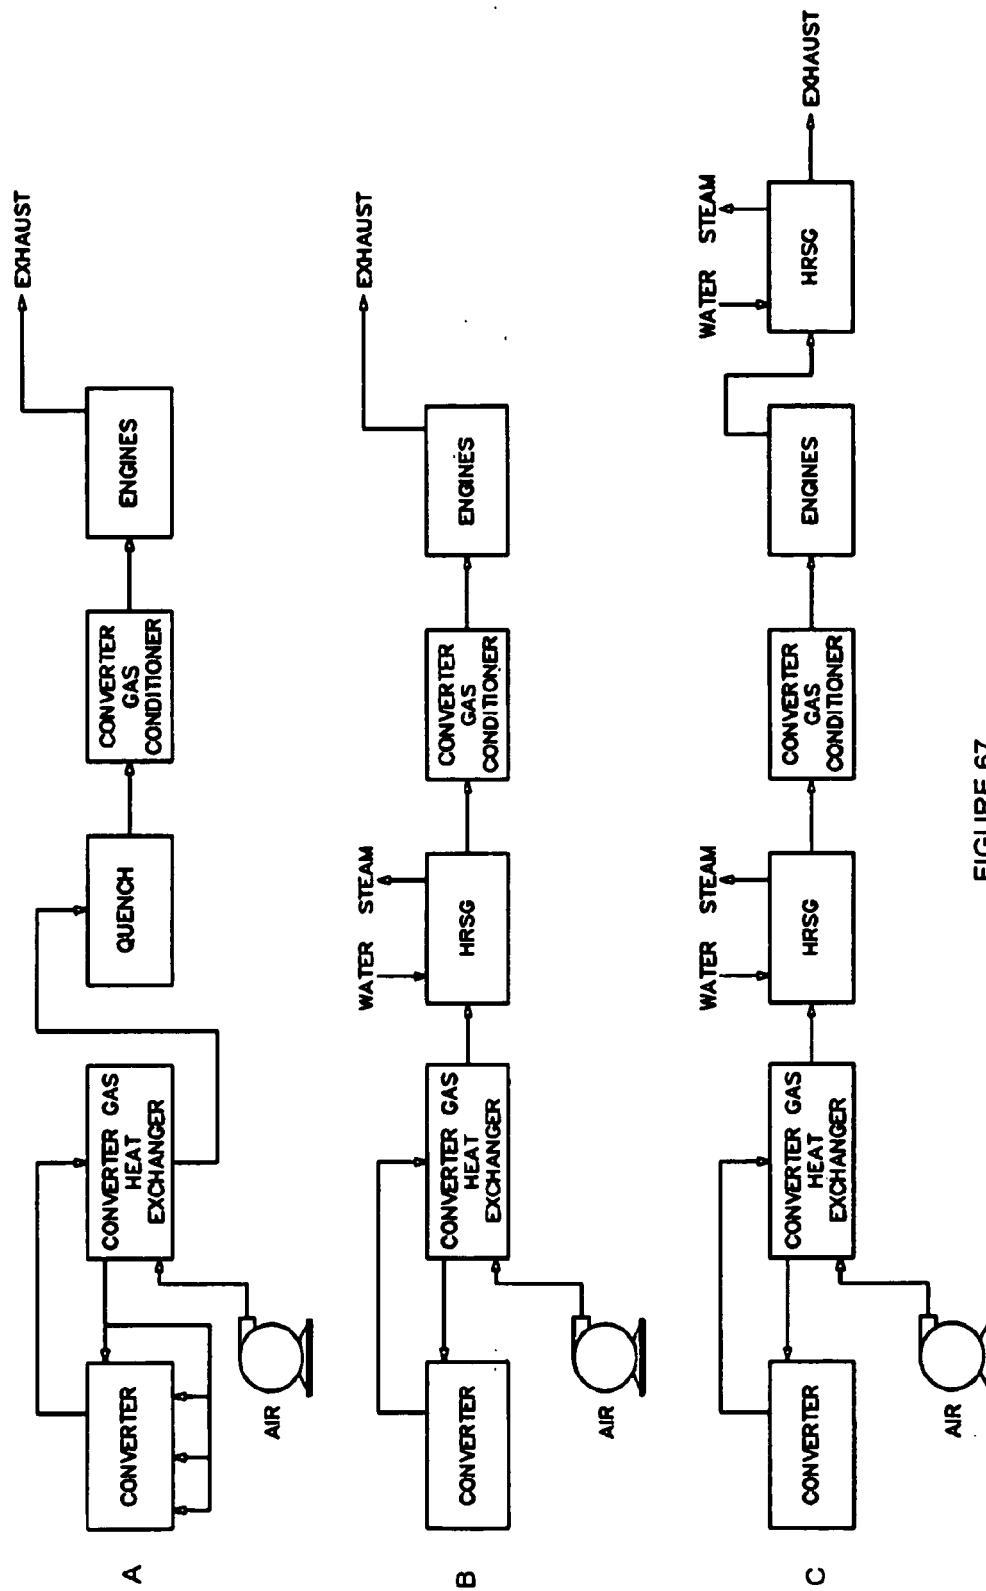 A
CONVERTER
AIR
CONVERTER GAS
HEAT
EXCHANGER
QUENCH
CONVERTER
GAS
CONDITIONER
ENGINES
EXHAUST
B
CONVERTER
AIR
CONVERTER GAS
HEAT
EXCHANGER
WATER STEAM
HRSG
CONVERTER
GAS
CONDITIONER
ENGINES
EXHAUST
C
CONVERTER
AIR
CONVERTER GAS
HEAT
EXCHANGER
WATER STEAM
HRSG
CONVERTER
GAS
CONDITIONER
ENGINES
WATER STEAM
HRSG
EXHAUST
FIGURE 67